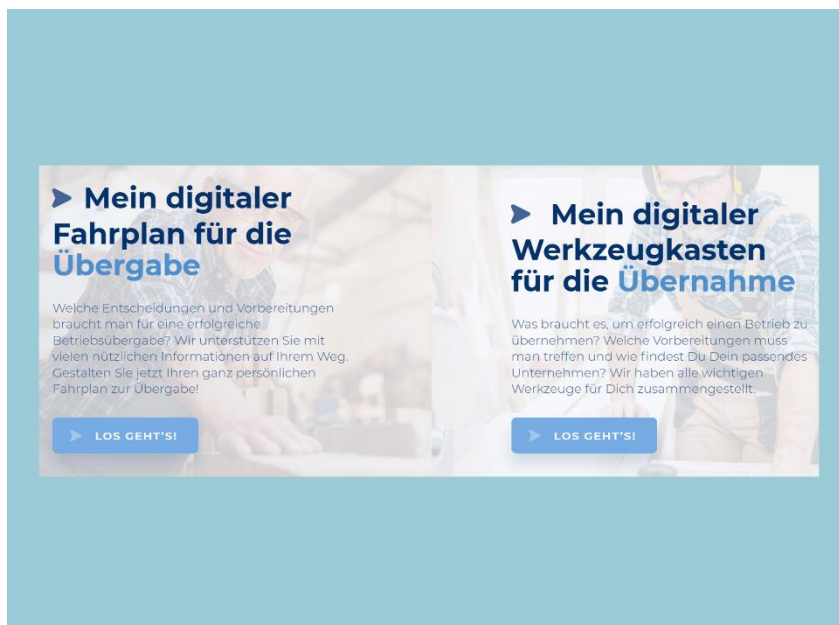 Mein digitaler
Fahrplan für die
Übergabe
Welche Entscheidungen und Vorbereitungen
braucht man für eine erfolgreiche
Betriebsübergabe? Wir unterstützen Sie mit
vielen nützlichen Informationen auf Ihrem Weg.
Gestalten Sie jetzt Ihren ganz persönlichen
Fahrplan zur Übergabe!
LOS GEHT'S!
Mein digitaler
Werkzeugkasten
für die Übernahme
Was braucht es, um erfolgreich einen Betrieb zu
übernehmen? Welche Vorbereitungen muss
man treffen und wie findest Du Dein passendes
Unternehmen? Wir haben alle wichtigen
Werkzeuge für Dich zusammengestellt.
LOS GEHT'S!